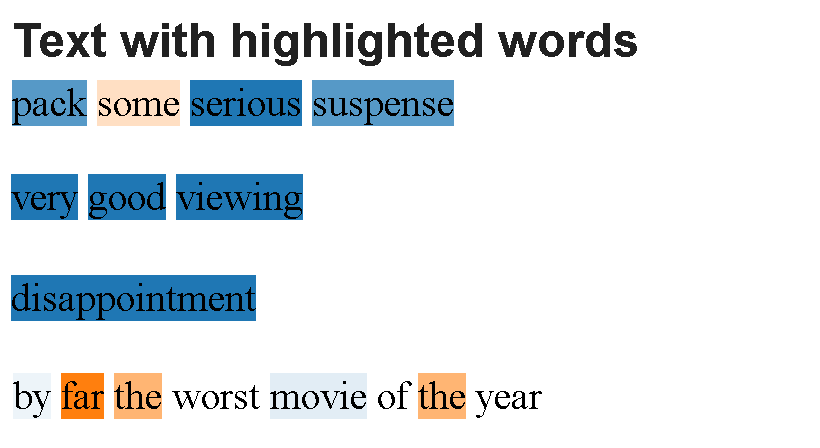 Text with highlighted words
pack some serious suspense
very good viewing
disappointment
by far the worst movie of the year